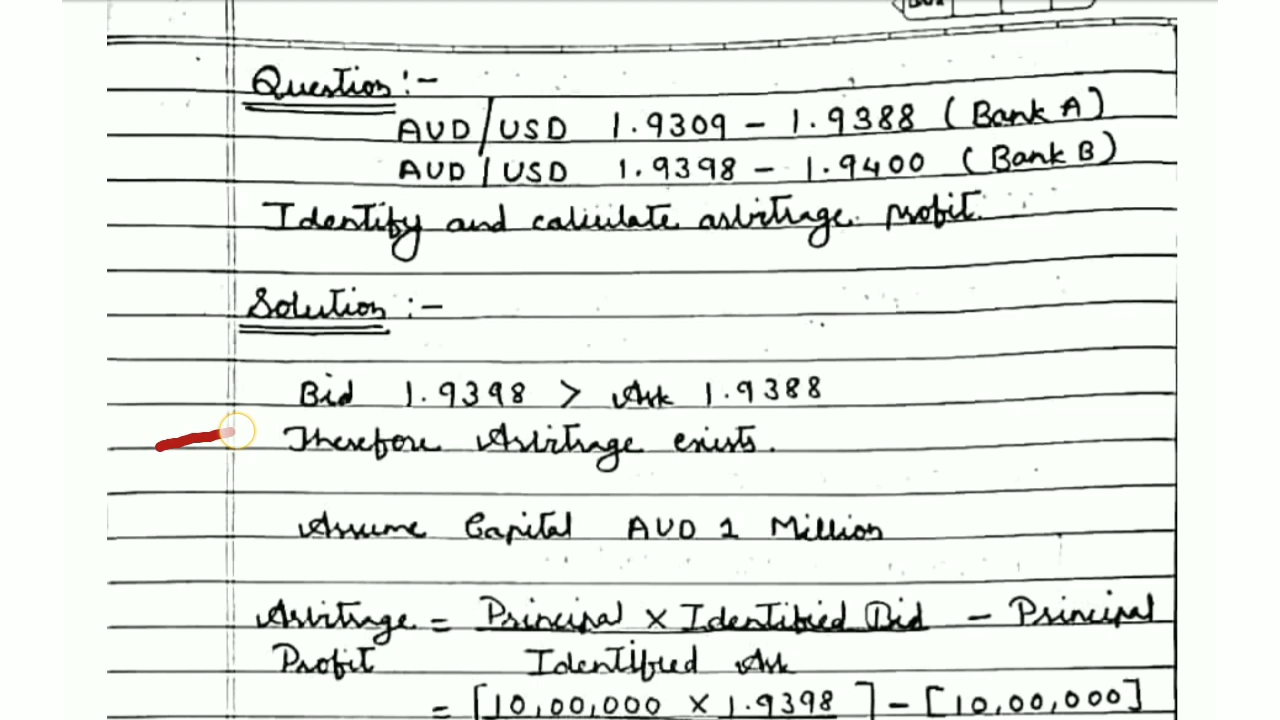 Question :-
AUD/USD 1.9309 - 1.9388 (Bank A)
AUD/USD 1.9398 - 1.9400 (Bank B)
Identify and calculate arbitrage profit.
Solution :-
Bid 1.9398 > Ask 1.9388
Therefore Arbitrage exists.
Assume Capital AUD 1 Million
Arbitrage = Principal × Identified Bid - Principal
Profit Identified Ask
= [10,00,000 × 1.9398 ] - [10,00,000]